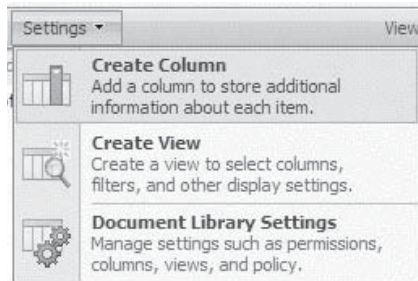 Settings
View
Create Column
Add a column to store additional
information about each item.
Create View
Create a view to select columns,
filters, and other display settings.
Document Library Settings
Manage settings such as permissions,
columns, views, and policy.